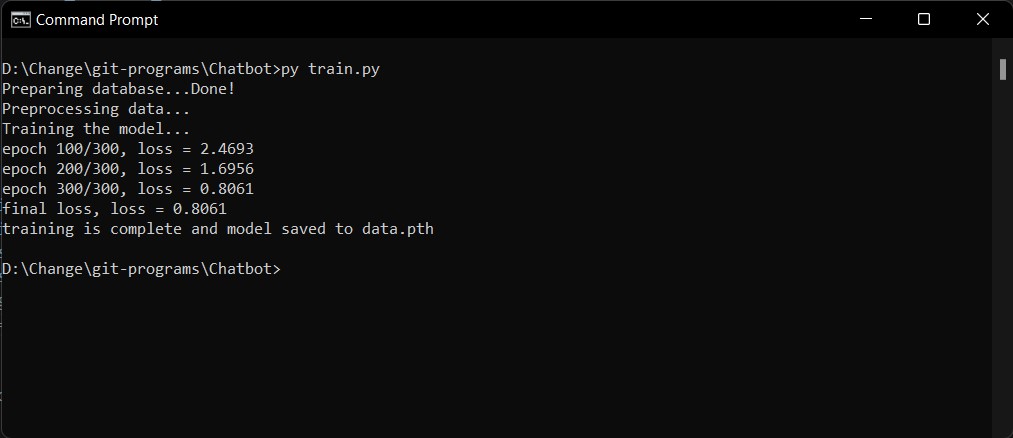 Command Prompt
D:\Change\git-programs\Chatbot>py train.py
Preparing database...Done!
Preprocessing data...
Training the model...
epoch 100/300, loss = 2.4693
epoch 200/300, loss = 1.6956
epoch 300/300, loss = 0.8061
final loss, loss = 0.8061
training is complete and model saved to data.pth
D:\Change\git-programs\Chatbot>